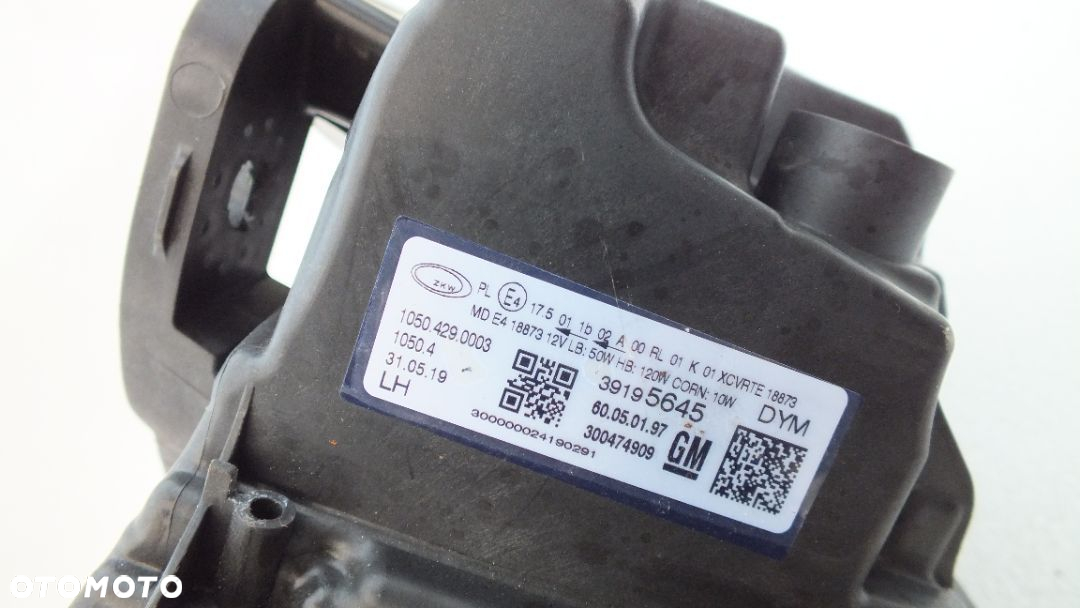 ZKW PL E4 17.5 01 1b 02 A 00 RL 01 K 01 XCVRTE 18873
MD E4 18873 12V LB: 50W HB: 120W CORN: 10W
1050.429.0003
1050.4
31.05.19
LH
3000000024190291
39195645 DYM
60.05.01.97
300474909
GM
OTOMOTO